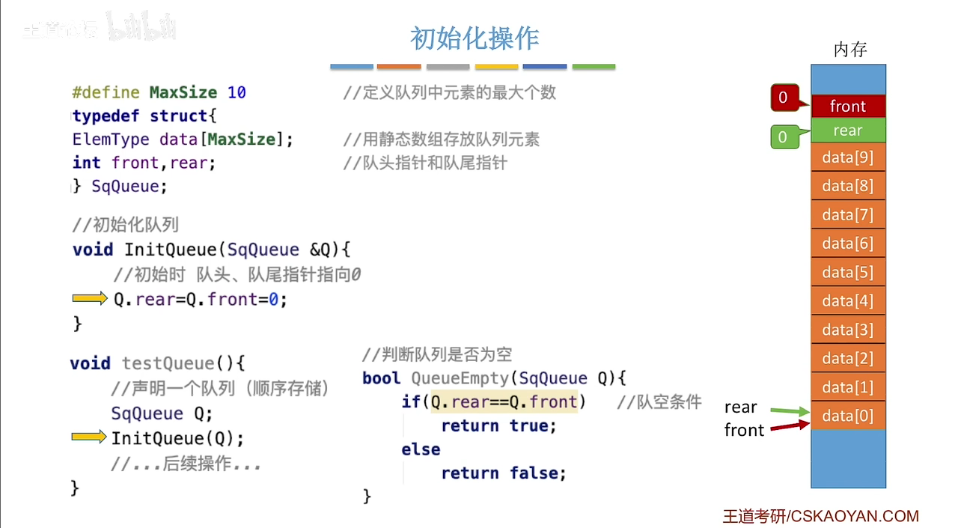 王道考研 bilibili
初始化操作
#define MaxSize 10 //定义队列中元素的最大个数
typedef struct{
ElemType data[MaxSize]; //用静态数组存放队列元素
int front,rear; //队头指针和队尾指针
} SqQueue;
//初始化队列
void InitQueue(SqQueue &Q){
//初始时 队头、队尾指针指向0
Q.rear=Q.front=0;
}
void testQueue(){
//声明一个队列（顺序存储）
SqQueue Q;
InitQueue(Q);
//...后续操作...
}
//判断队列是否为空
bool QueueEmpty(SqQueue Q){
if(Q.rear==Q.front) //队空条件
return true;
else
return false;
}
内存
0 front
0 rear
data[9]
data[8]
data[7]
data[6]
data[5]
data[4]
data[3]
data[2]
data[1]
rear data[0]
front
王道考研/CSKAOYAN.COM